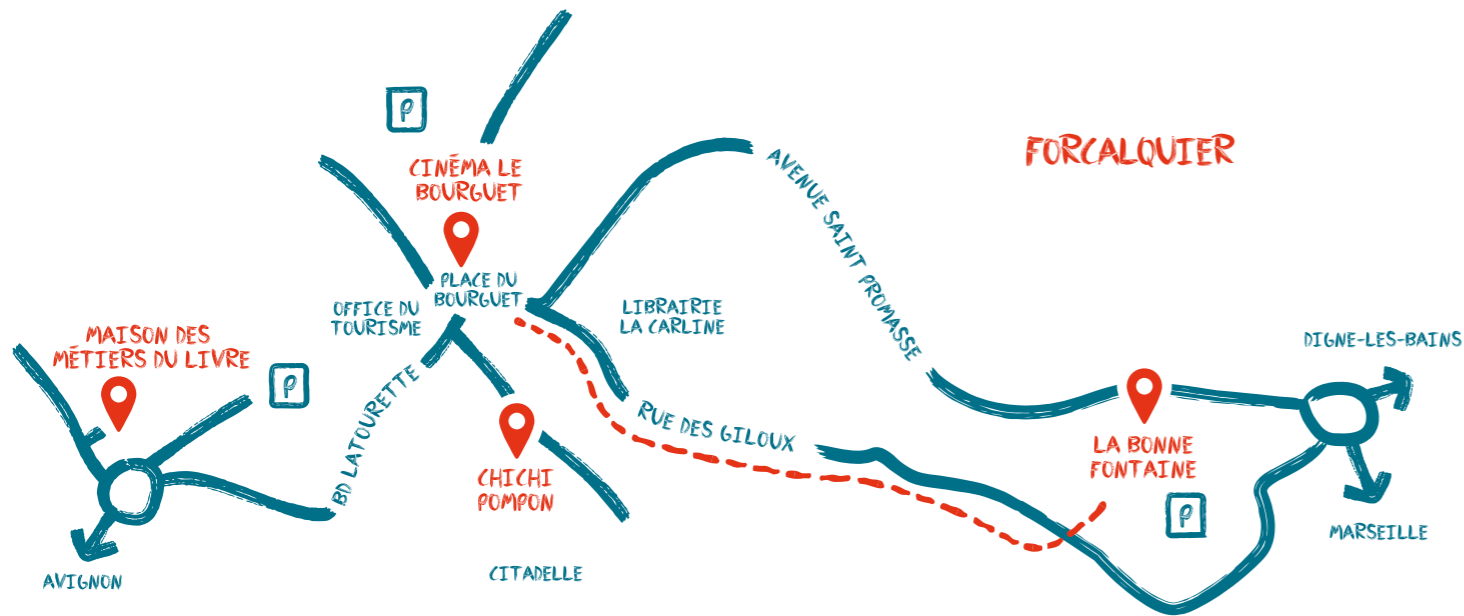 P
FORCALQUIER
CINÉMA LE
BOURGUET
AVENUE SAINT PROMASSE
PLACE DU
BOURGUET
OFFICE DU
TOURISME
LIBRAIRIE
LA CARLINE
MAISON DES
MÉTIERS DU LIVRE
P
DIGNE-LES-BAINS
BD LATOURETTE
RUE DES GILOUX
CHICHI
POMPON
LA BONNE
FONTAINE
P
MARSEILLE
AVIGNON
CITADELLE